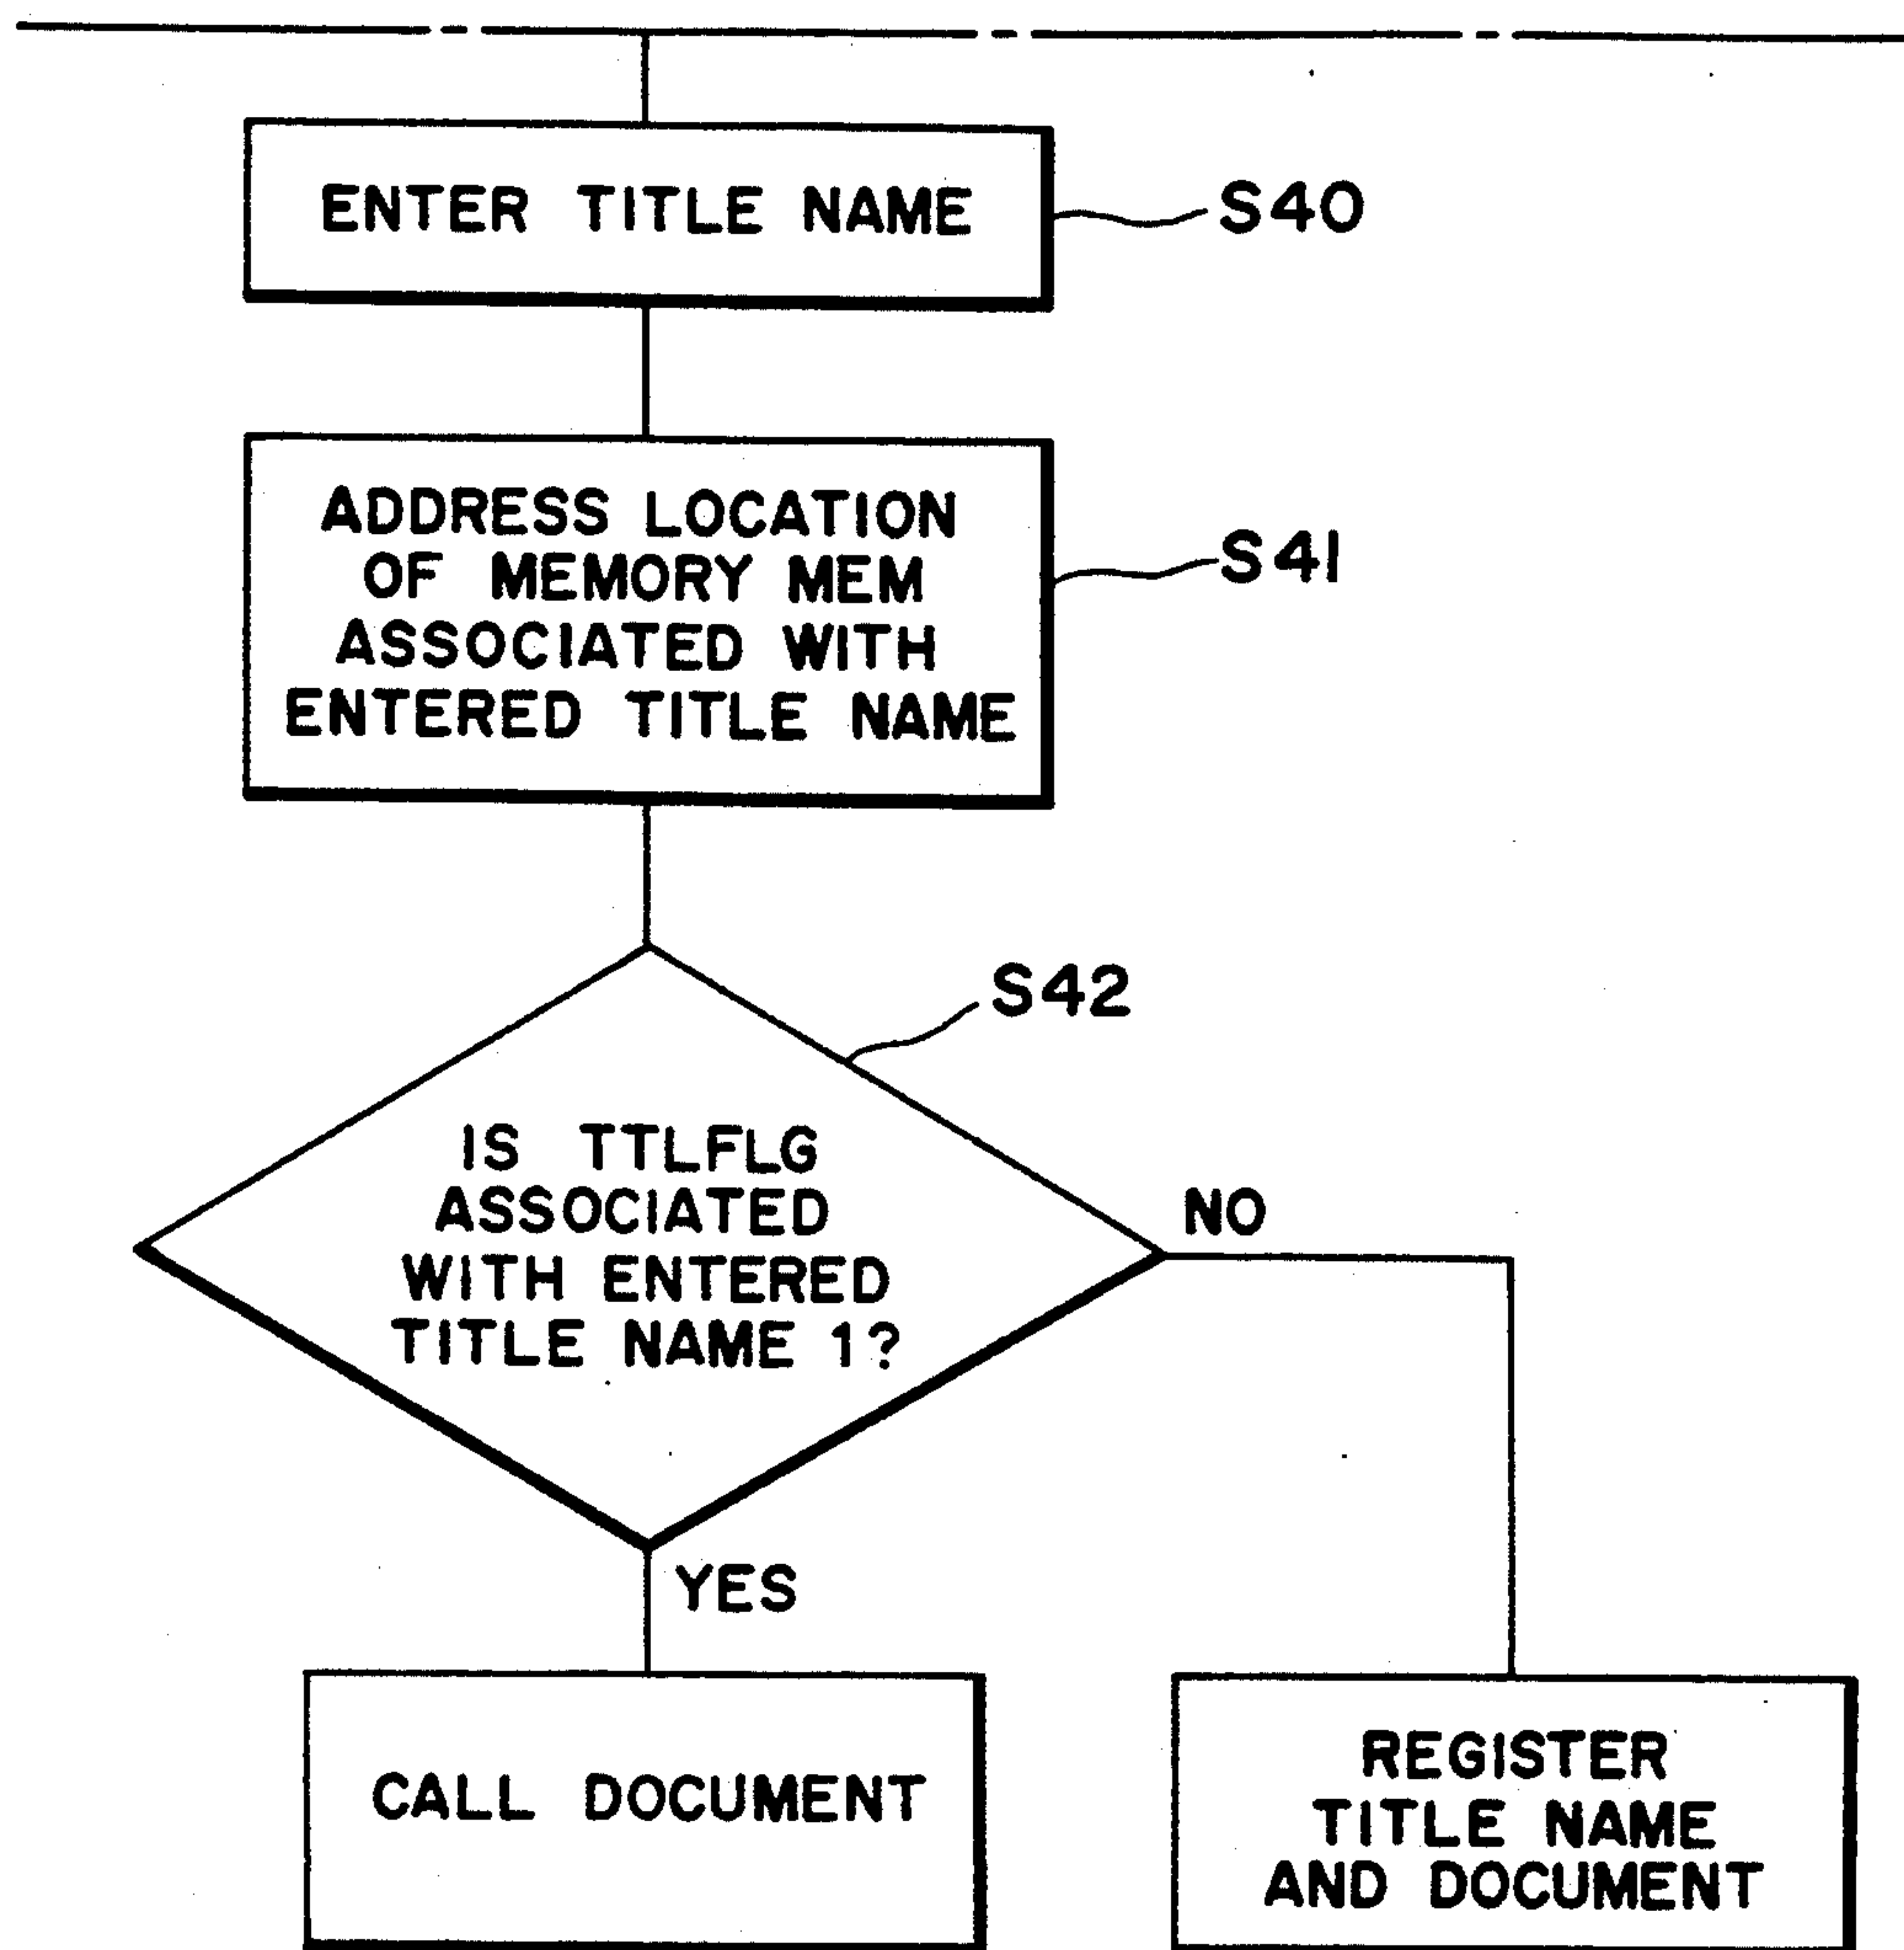 ENTER TITLE NAME
S40
ADDRESS LOCATION
OF MEMORY MEM
ASSOCIATED WITH
ENTERED TITLE NAME
S41
S42
IS TTLFLG
ASSOCIATED
WITH ENTERED
TITLE NAME 1?
NO
YES
CALL DOCUMENT
REGISTER
TITLE NAME
AND DOCUMENT